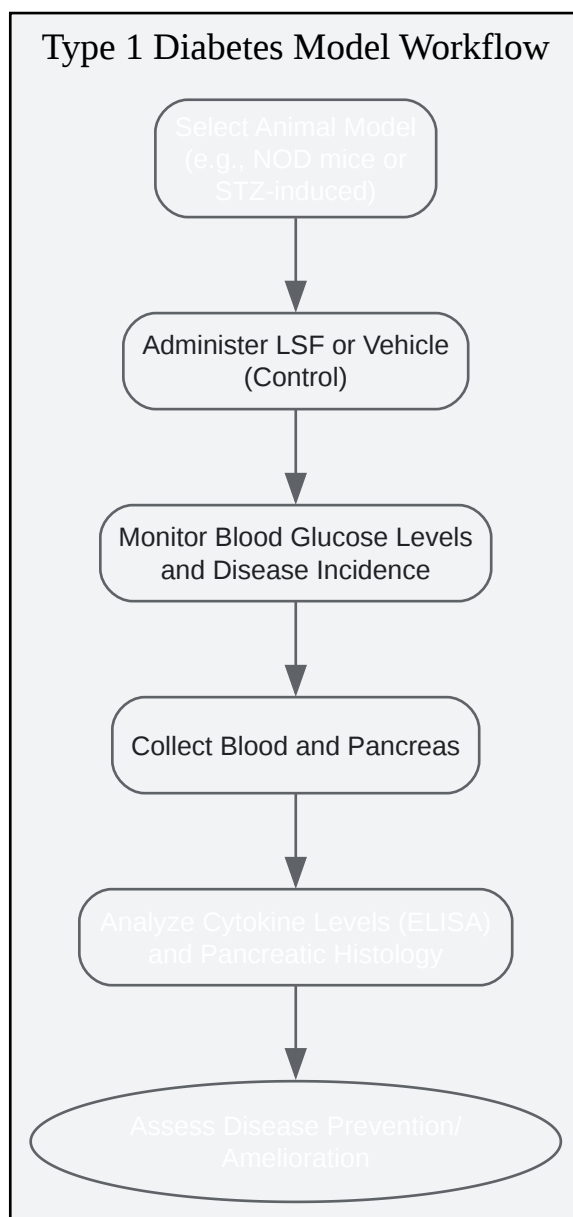 Type 1 Diabetes Model Workflow
Select Animal Model
(e.g., NOD mice or
STZ-induced)
Administer LSF or Vehicle
(Control)
Monitor Blood Glucose Levels
and Disease Incidence
Collect Blood and Pancreas
Analyze Cytokine Levels (ELISA)
and Pancreatic Histology
Assess Disease Prevention/
Amelioration